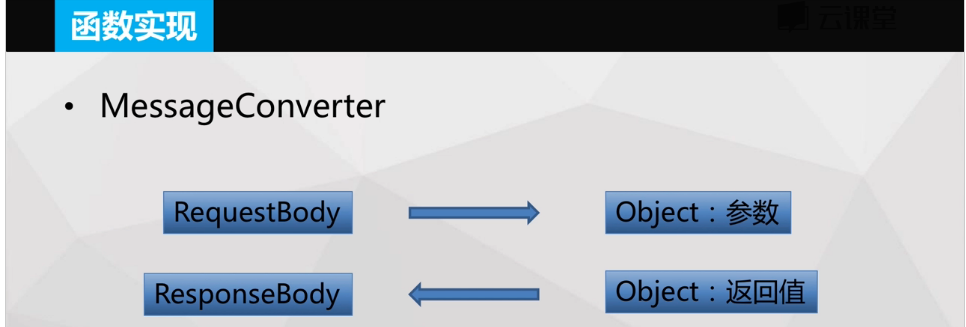 函数实现
云课堂
• MessageConverter
RequestBody
Object：参数
ResponseBody
Object：返回值